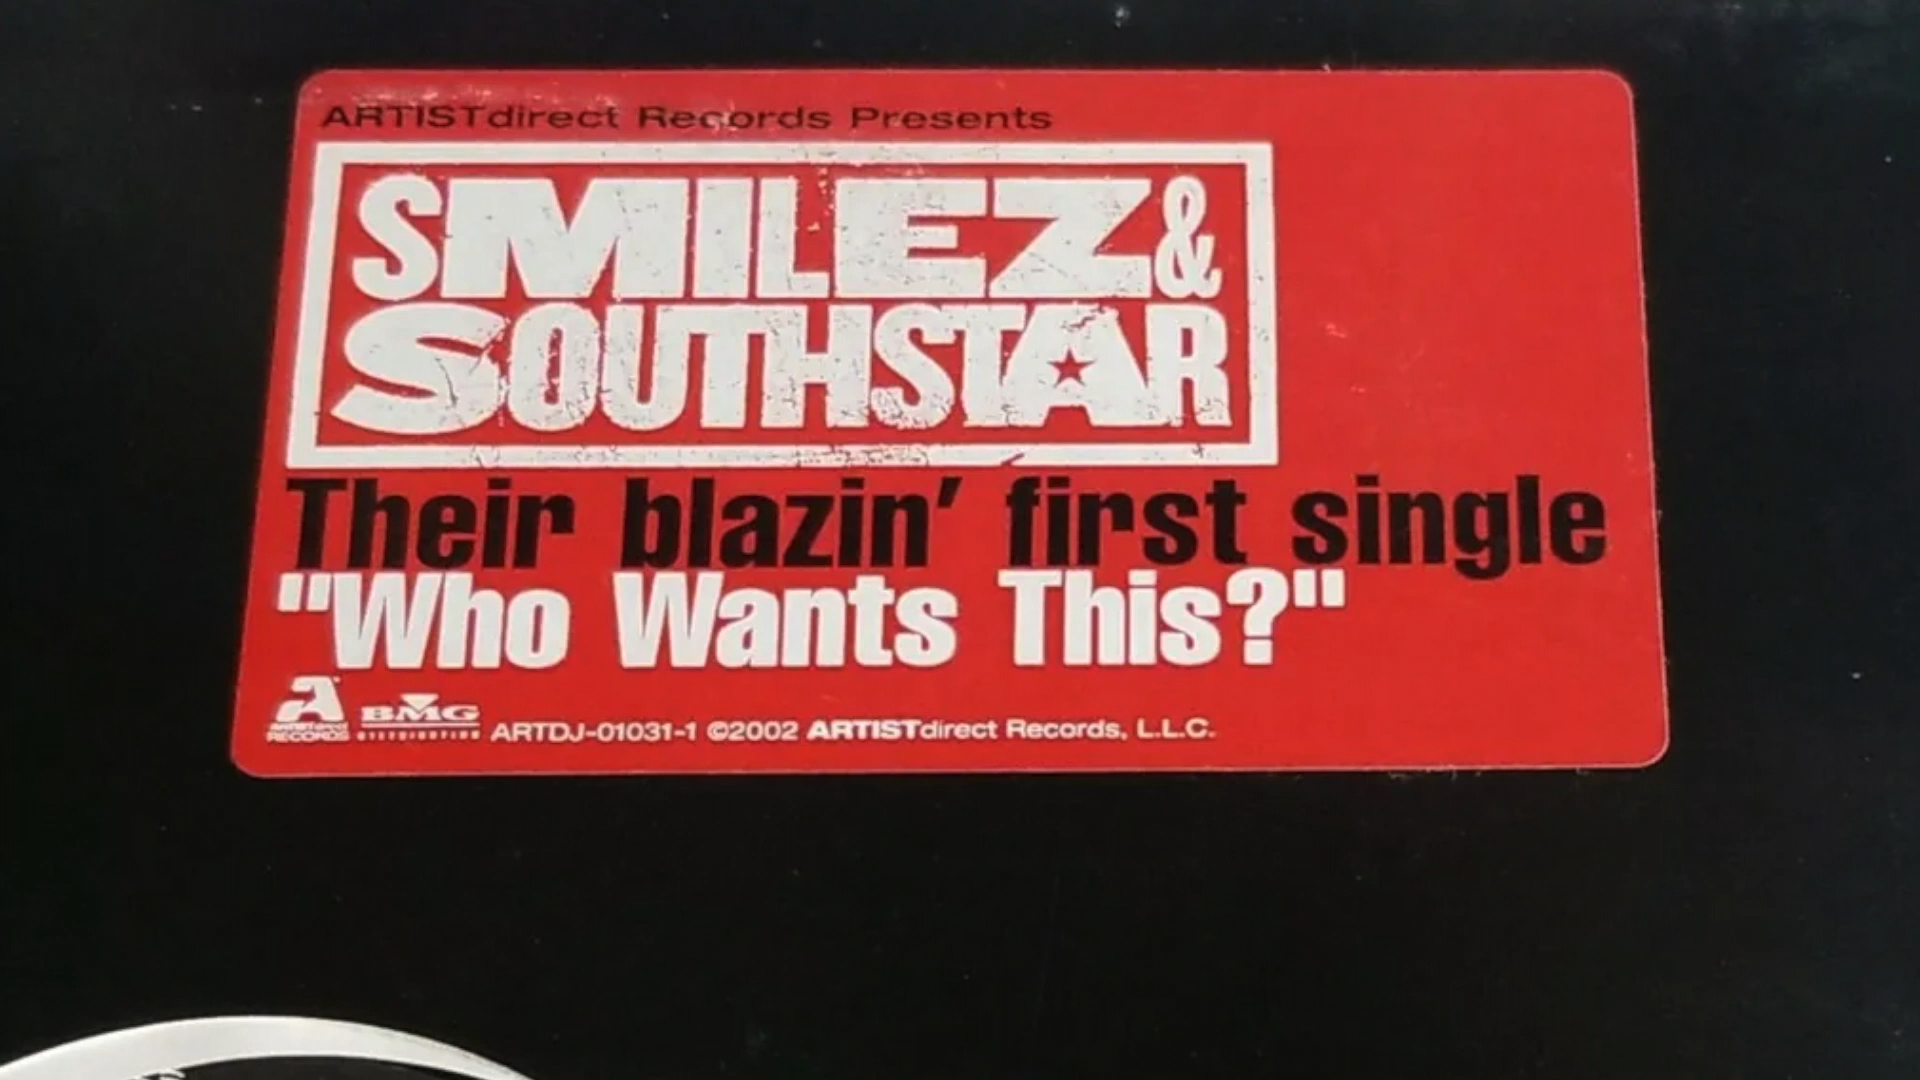 ARTISTdirect Records Presents
SMILEZ &
SOUTHSTAR
Their blazin' first single
"Who Wants This?"
A
ARTISTdirect
RECORDS
BMG
DISTRIBUTION
ARTDJ-01031-1 ©2002 ARTISTdirect Records, L.L.C.